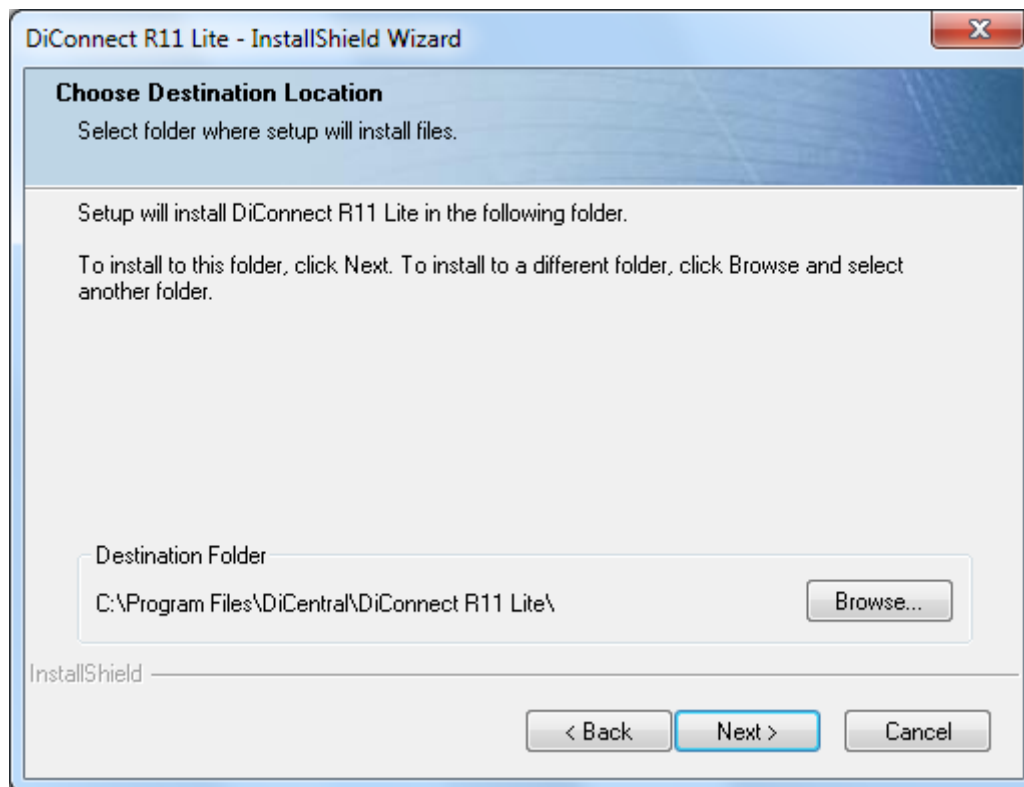 DiConnect R11 Lite - InstallShield Wizard
Choose Destination Location
Select folder where setup will install files.
Setup will install DiConnect R11 Lite in the following folder.
To install to this folder, click Next. To install to a different folder, click Browse and select
another folder.
Destination Folder
C:\Program Files\DiCentral\DiConnect R11 Lite\
Browse...
InstallShield
< Back
Next >
Cancel